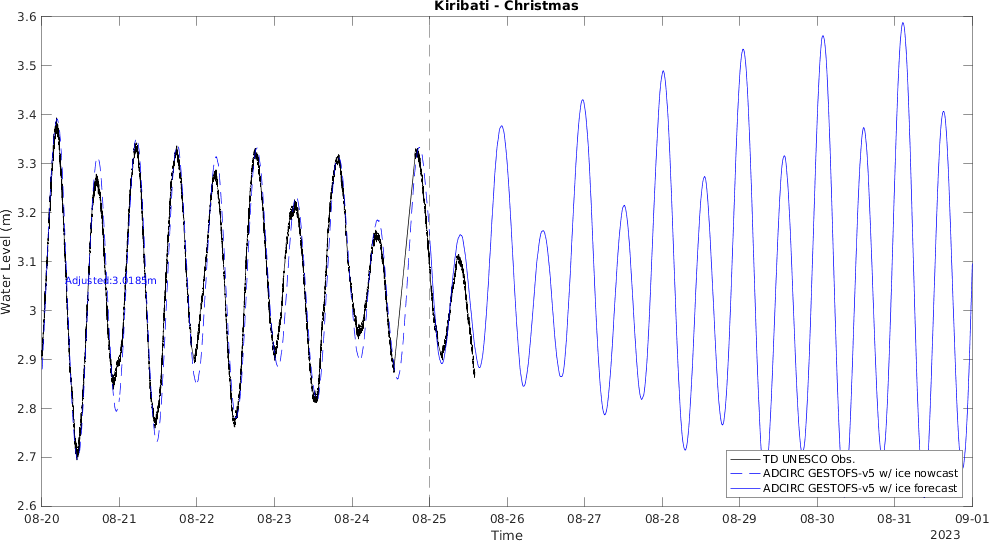 Kiribati - Christmas
3.6
3.5
3.4
3.3
3.2
3.1
3
2.9
2.8
2.7
2.6
Water Level (m)
Adjusted:3.0185m
TD UNESCO Obs.
ADCIRC GESTOFS-v5 w/ ice nowcast
ADCIRC GESTOFS-v5 w/ ice forecast
08-20 08-21 08-22 08-23 08-24 08-25 08-26 08-27 08-28 08-29 08-30 08-31 09-01
Time
2023